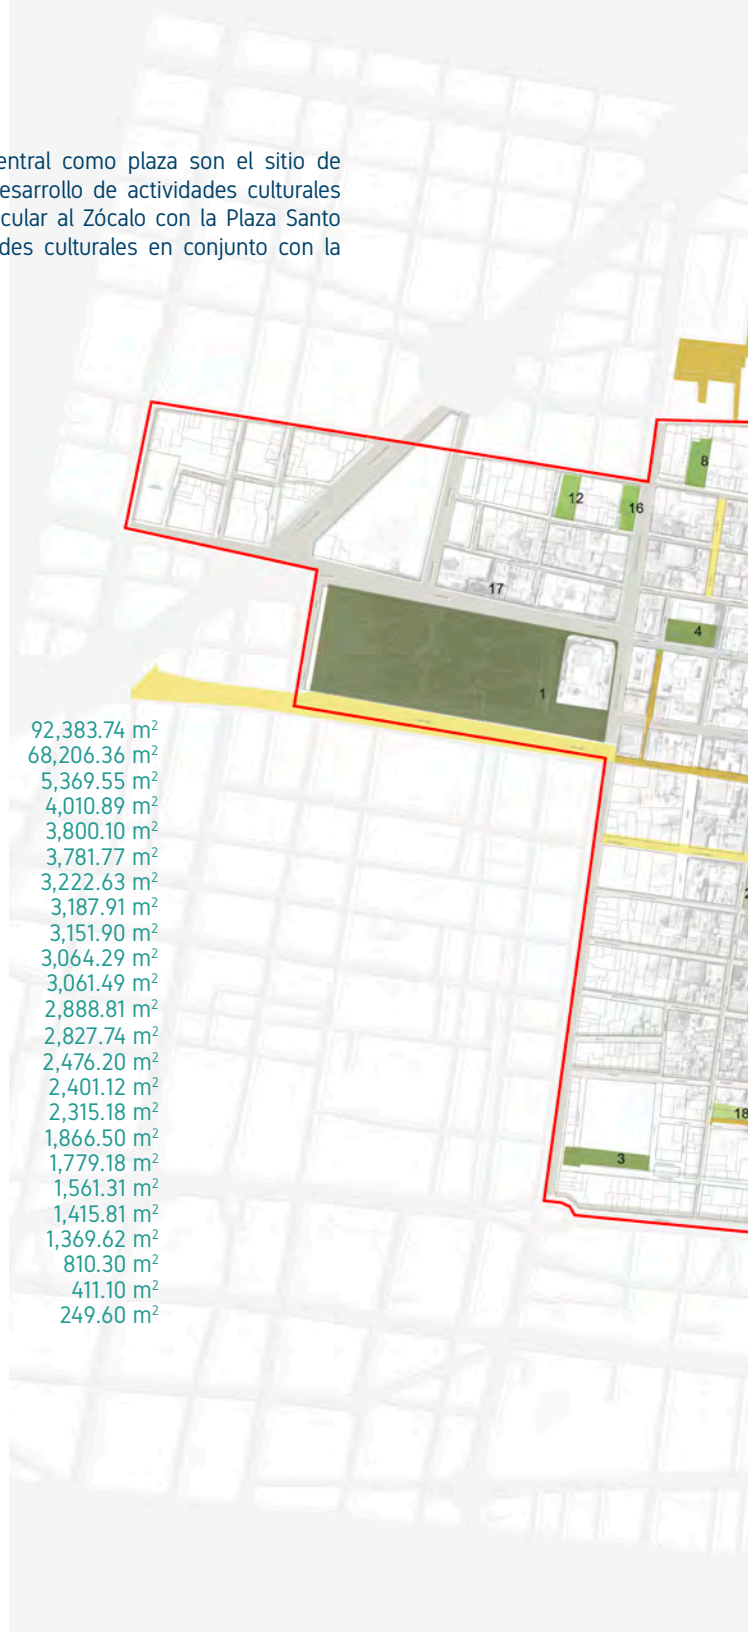 entral como plaza son el sitio de
esarrollo de actividades culturales
cular al Zócalo con la Plaza Santo
des culturales en conjunto con la
8
12
16
17
4
1
92,383.74 m²
68,206.36 m²
5,369.55 m²
4,010.89 m²
3,800.10 m²
3,781.77 m²
3,222.63 m²
3,187.91 m²
3,151.90 m²
3,064.29 m²
3,061.49 m²
2,888.81 m²
2,827.74 m²
2,476.20 m²
2,401.12 m²
2,315.18 m²
1,866.50 m²
1,779.18 m²
1,561.31 m²
1,415.81 m²
1,369.62 m²
810.30 m²
411.10 m²
249.60 m²
18
3